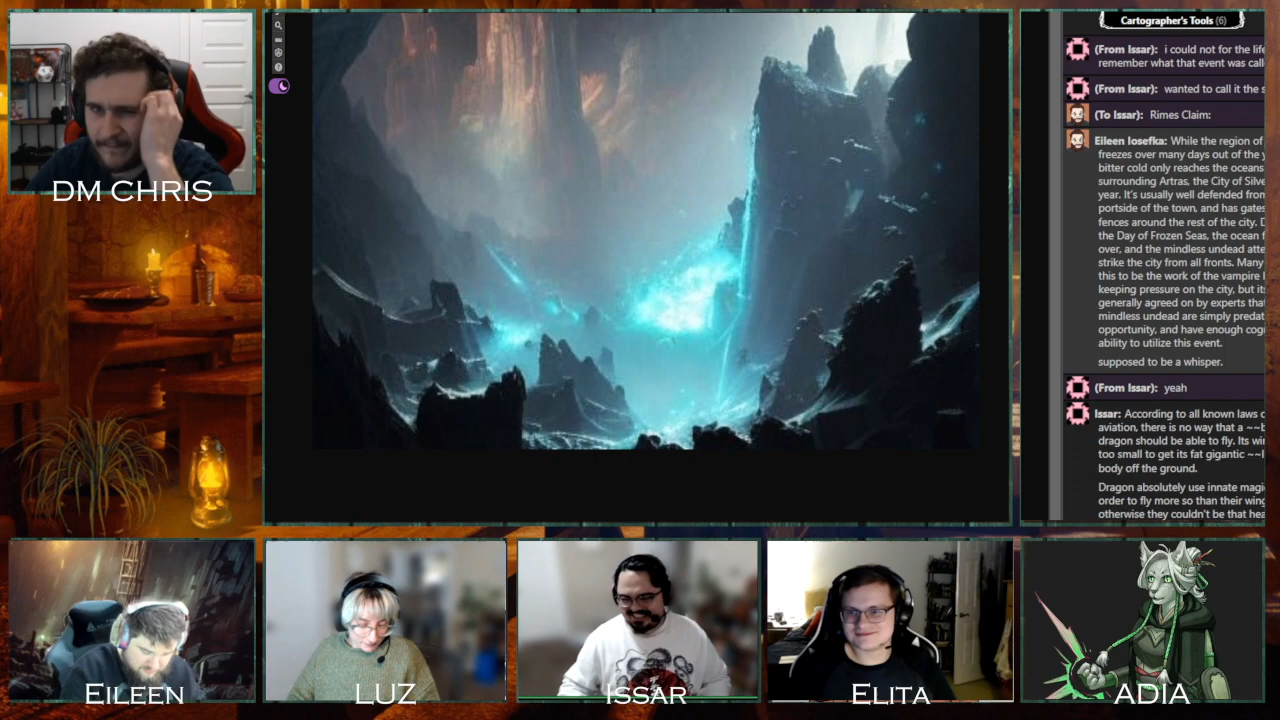 Cartographer's Tools (6)
(From Issar): i could not for the life
remember what that event was call
(From Issar): wanted to call it the s
(To Issar): Rimes Claim:
Eileen Iosefka: While the region of
freezes over many days out of the y
bitter cold only reaches the oceans
surrounding Artras, the City of Silve
year. It's usually well defended from
portside of the town, and has gates
fences around the rest of the city. D
the Day of Frozen Seas, the ocean f
over, and the mindless undead atte
strike the city from all fronts. Many
this to be the work of the vampire l
keeping pressure on the city, but its
generally agreed on by experts that
mindless undead are simply predat
opportunity, and have enough cog
ability to utilize this event.
supposed to be a whisper.
(From Issar): yeah
Issar: According to all known laws o
aviation, there is no way that a ~~b
dragon should be able to fly. Its win
too small to get its fat gigantic ~~l
body off the ground.
Dragon absolutely use innate magi
order to fly more so than their wing
otherwise they couldn't be that hea
DM CHRIS
EILEEN
LUZ
ISSAR
ELITA
ADIA